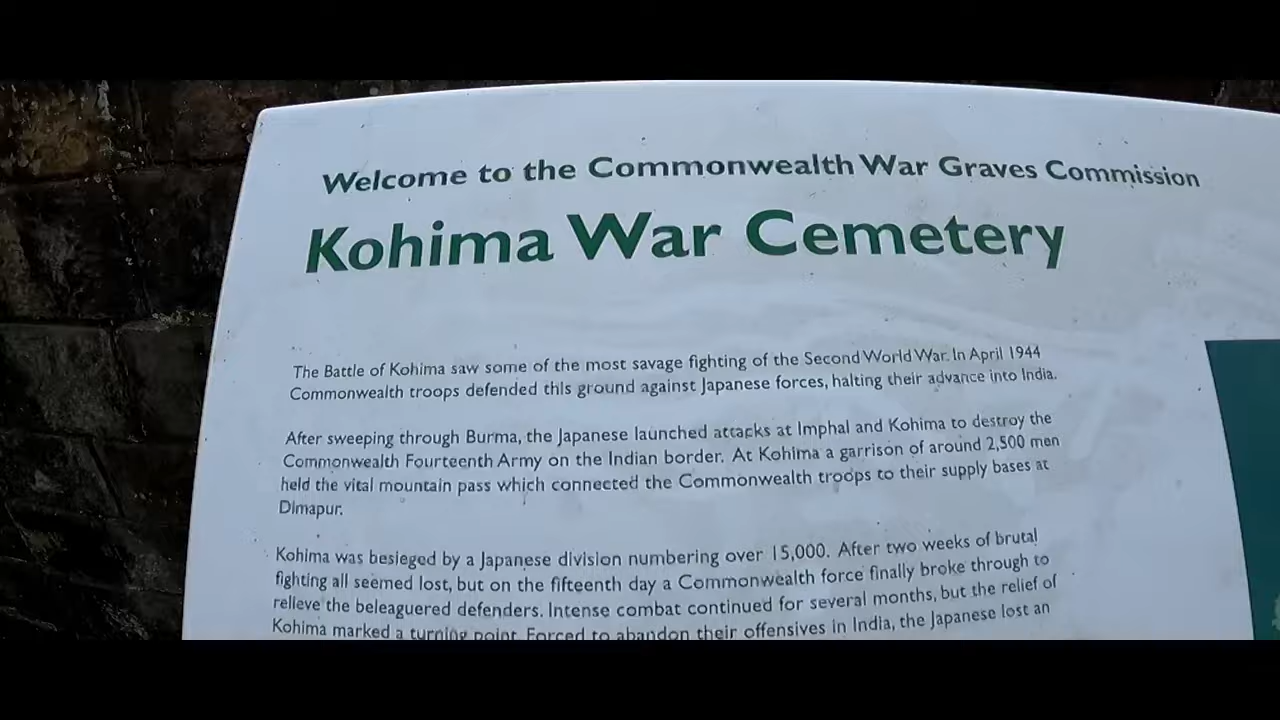 Welcome to the Commonwealth War Graves Commission
Kohima War Cemetery
The Battle of Kohima saw some of the most savage fighting of the Second World War. In April 1944
Commonwealth troops defended this ground against Japanese forces, halting their advance into India.
After sweeping through Burma, the Japanese launched attacks at Imphal and Kohima to destroy the
Commonwealth Fourteenth Army on the Indian border. At Kohima a garrison of around 2,500 men
held the vital mountain pass which connected the Commonwealth troops to their supply bases at
Dimapur.
Kohima was besieged by a Japanese division numbering over 15,000. After two weeks of brutal
fighting all seemed lost, but on the fifteenth day a Commonwealth force finally broke through to
relieve the beleaguered defenders. Intense combat continued for several months, but the relief of
Kohima marked a turning point. Forced to abandon their offensives in India, the Japanese lost an